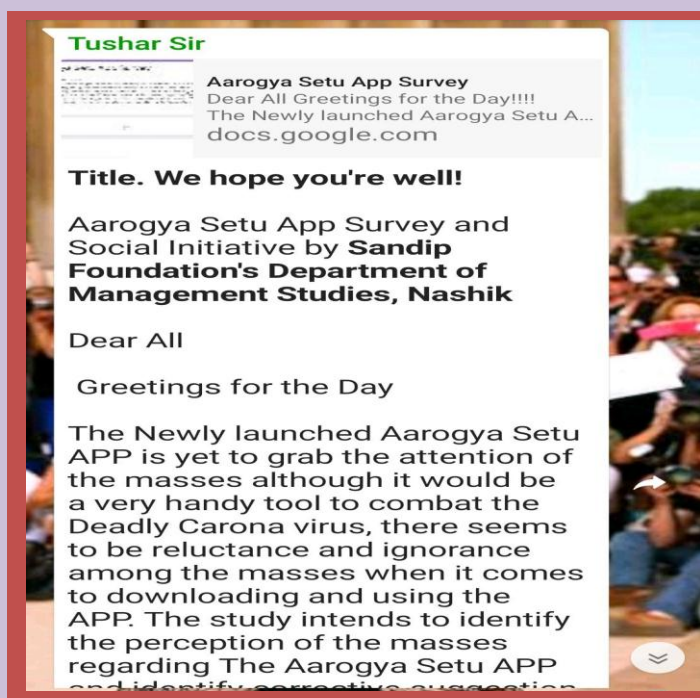 Tushar Sir
Aarogya Setu App Survey
Dear All Greetings for the Day!!!!
The Newly launched Aarogya Setu A...
docs.google.com
Title. We hope you're well!
Aarogya Setu App Survey and
Social Initiative by Sandip
Foundation's Department of
Management Studies, Nashik
Dear All
Greetings for the Day
The Newly launched Aarogya Setu
APP is yet to grab the attention of
the masses although it would be
a very handy tool to combat the
Deadly Carona virus, there seems
to be reluctance and ignorance
among the masses when it comes
to downloading and using the
APP. The study intends to identify
the perception of the masses
regarding The Aarogya Setu APP
and identify corrective suggestion